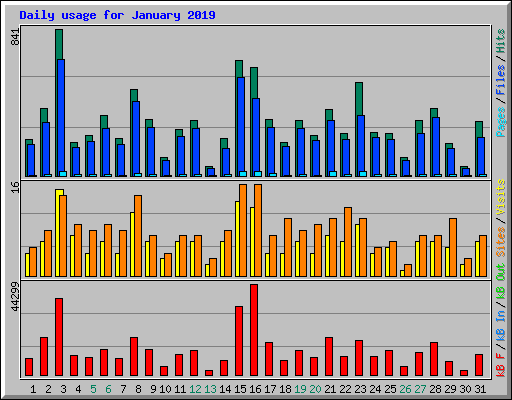 Daily usage for January 2019
841
Pages / Files / Hits
16
Sites / Visits
44299
kB F / kB In / kB Out
1 2 3 4 5 6 7 8 9 10 11 12 13 14 15 16 17 18 19 20 21 22 23 24 25 26 27 28 29 30 31